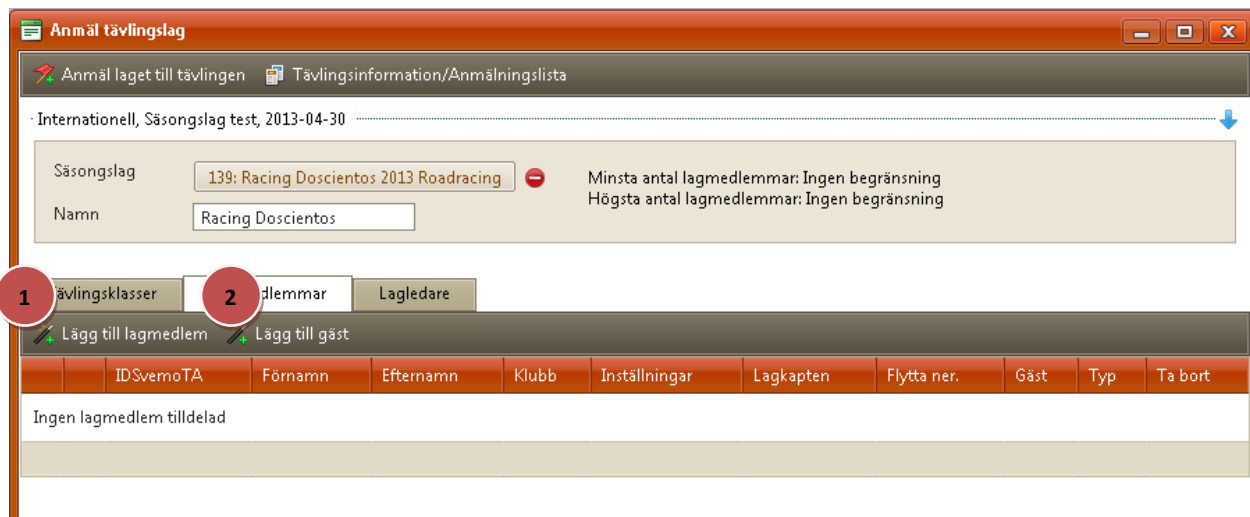 Anmäl tävlingslag
Anmäl laget till tävlingen Tävlingsinformation/Anmälningslista
Internationell, Säsongslag test, 2013-04-30
Säsongslag 139: Racing Doscientos 2013 Roadracing
Minsta antal lagmedlemmar: Ingen begränsning
Högsta antal lagmedlemmar: Ingen begränsning
Namn Racing Doscientos
1 ävlingsklasser 2 dlemmar Lagledare
Lägg till lagmedlem Lägg till gäst
IDSvemoTA Förnamn Efternamn Klubb Inställningar Lagkapten Flytta ner. Gäst Typ Ta bort
Ingen lagmedlem tilldelad